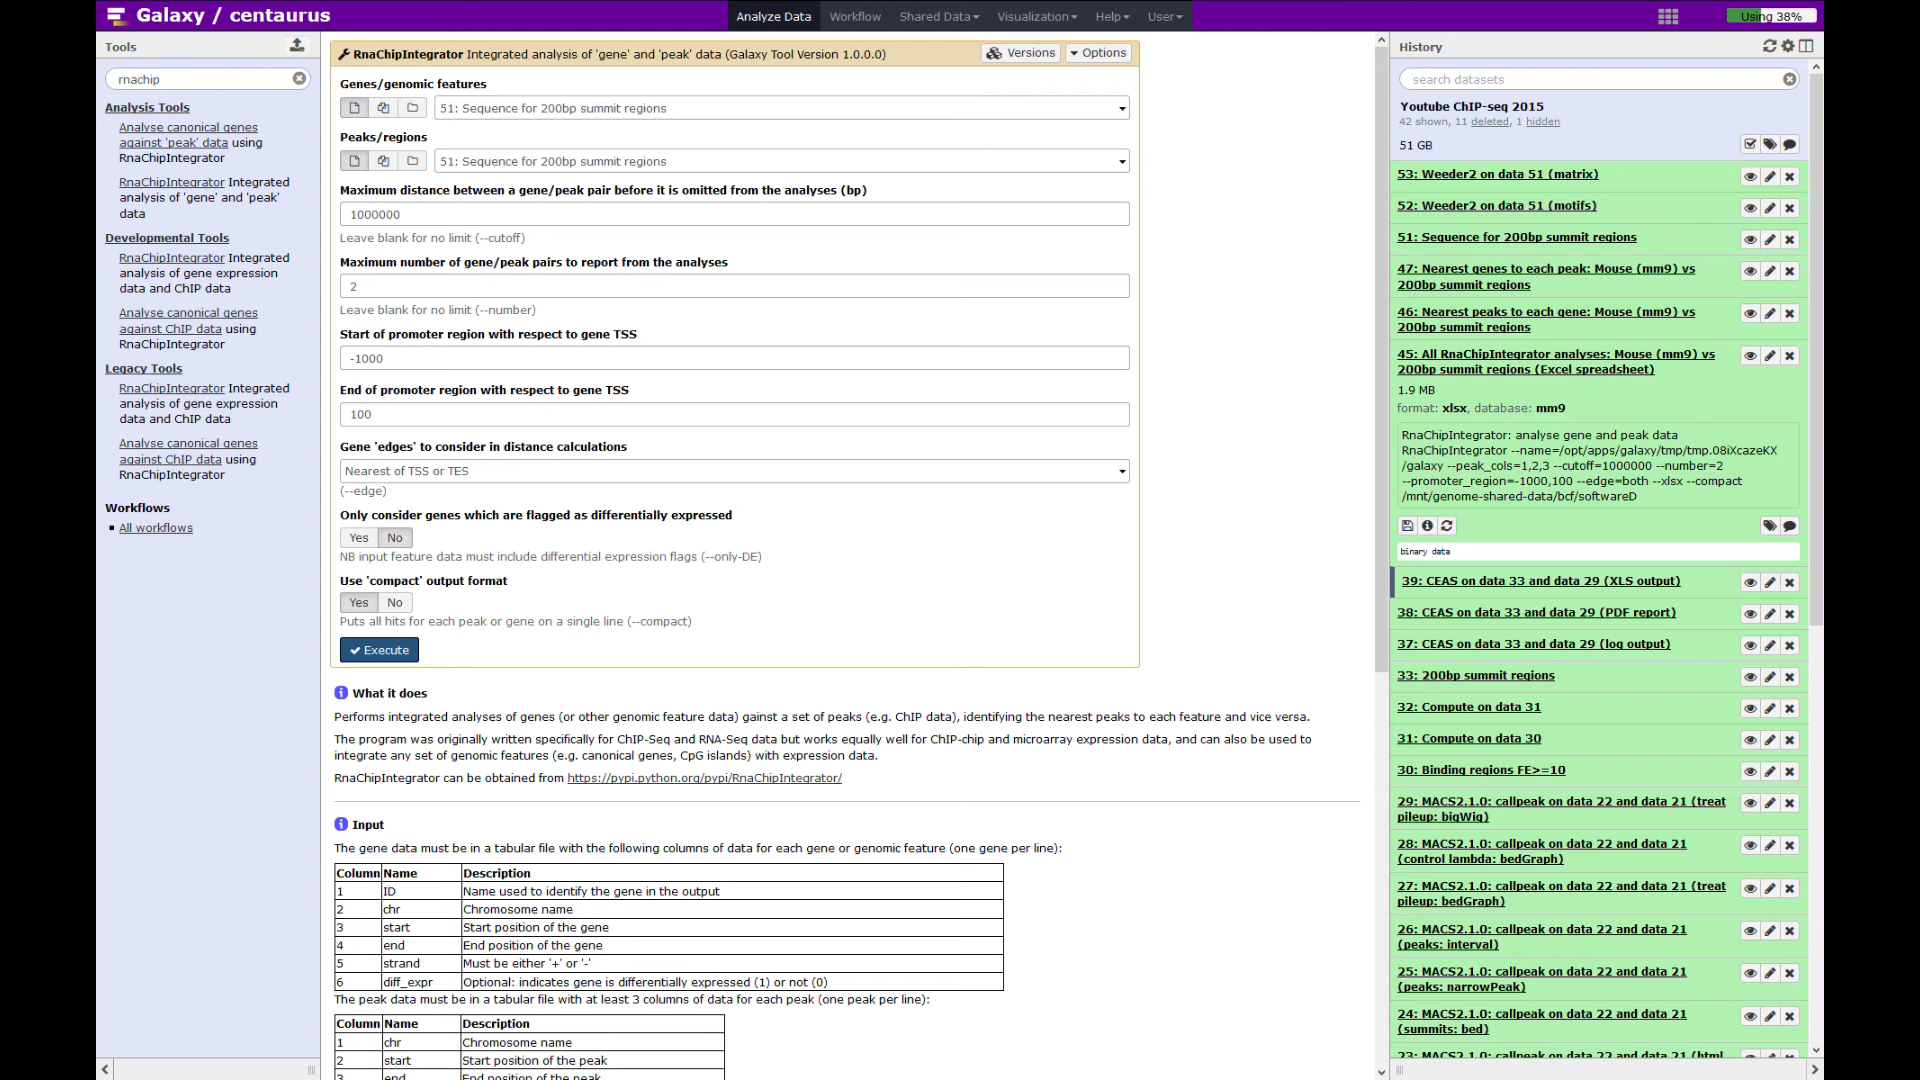 Galaxy / centaurus
Analyze Data Workflow Shared Data Visualization Help User
Using 38%
Tools
rnachip
Analysis Tools
Analyse canonical genes
against 'peak' data using
RnaChipIntegrator
RnaChipIntegrator Integrated
analysis of 'gene' and 'peak'
data
Developmental Tools
RnaChipIntegrator Integrated
analysis of gene expression
data and ChIP data
Analyse canonical genes
against ChIP data using
RnaChipIntegrator
Legacy Tools
RnaChipIntegrator Integrated
analysis of gene expression
data and ChIP data
Analyse canonical genes
against ChIP data using
RnaChipIntegrator
Workflows
All workflows
RnaChipIntegrator Integrated analysis of 'gene' and 'peak' data (Galaxy Tool Version 1.0.0.0)
Versions
Options
Genes/genomic features
51: Sequence for 200bp summit regions
Peaks/regions
51: Sequence for 200bp summit regions
Maximum distance between a gene/peak pair before it is omitted from the analyses (bp)
1000000
Leave blank for no limit (--cutoff)
Maximum number of gene/peak pairs to report from the analyses
2
Leave blank for no limit (--number)
Start of promoter region with respect to gene TSS
-1000
End of promoter region with respect to gene TSS
100
Gene 'edges' to consider in distance calculations
Nearest of TSS or TES
(--edge)
Only consider genes which are flagged as differentially expressed
Yes No
NB input feature data must include differential expression flags (--only-DE)
Use 'compact' output format
Yes No
Puts all hits for each peak or gene on a single line (--compact)
Execute
What it does
Performs integrated analyses of genes (or other genomic feature data) gainst a set of peaks (e.g. ChIP data), identifying the nearest peaks to each feature and vice versa.
The program was originally written specifically for ChIP-Seq and RNA-Seq data but works equally well for ChIP-chip and microarray expression data, and can also be used to
integrate any set of genomic features (e.g. canonical genes, CpG islands) with expression data.
RnaChipIntegrator can be obtained from https://pypi.python.org/pypi/RnaChipIntegrator/
Input
The gene data must be in a tabular file with the following columns of data for each gene or genomic feature (one gene per line):
Column Name Description
1 ID Name used to identify the gene in the output
2 chr Chromosome name
3 start Start position of the gene
4 end End position of the gene
5 strand Must be either '+' or '-'
6 diff_expr Optional: indicates gene is differentially expressed (1) or not (0)
The peak data must be in a tabular file with at least 3 columns of data for each peak (one peak per line):
Column Name Description
1 chr Chromosome name
2 start Start position of the peak
3 end End position of the peak
History
search datasets
Youtube ChIP-seq 2015
42 shown, 11 deleted, 1 hidden
51 GB
53: Weeder2 on data 51 (matrix)
52: Weeder2 on data 51 (motifs)
51: Sequence for 200bp summit regions
47: Nearest genes to each peak: Mouse (mm9) vs
200bp summit regions
46: Nearest peaks to each gene: Mouse (mm9) vs
200bp summit regions
45: All RnaChipIntegrator analyses: Mouse (mm9) vs
200bp summit regions (Excel spreadsheet)
1.9 MB
format: xlsx, database: mm9
RnaChipIntegrator: analyse gene and peak data
RnaChipIntegrator --name=/opt/apps/galaxy/tmp/tmp.08iXcazeKX
/galaxy --peak_cols=1,2,3 --cutoff=1000000 --number=2
--promoter_region=-1000,100 --edge=both --xlsx --compact
/mnt/genome-shared-data/bcf/softwareD
binary data
39: CEAS on data 33 and data 29 (XLS output)
38: CEAS on data 33 and data 29 (PDF report)
37: CEAS on data 33 and data 29 (log output)
33: 200bp summit regions
32: Compute on data 31
31: Compute on data 30
30: Binding regions FE>=10
29: MACS2.1.0: callpeak on data 22 and data 21 (treat
pileup: bigWig)
28: MACS2.1.0: callpeak on data 22 and data 21
(control lambda: bedGraph)
27: MACS2.1.0: callpeak on data 22 and data 21 (treat
pileup: bedGraph)
26: MACS2.1.0: callpeak on data 22 and data 21
(peaks: interval)
25: MACS2.1.0: callpeak on data 22 and data 21
(peaks: narrowPeak)
24: MACS2.1.0: callpeak on data 22 and data 21
(summits: bed)
23: MACS2.1.0: callpeak on data 22 and data 21 (html